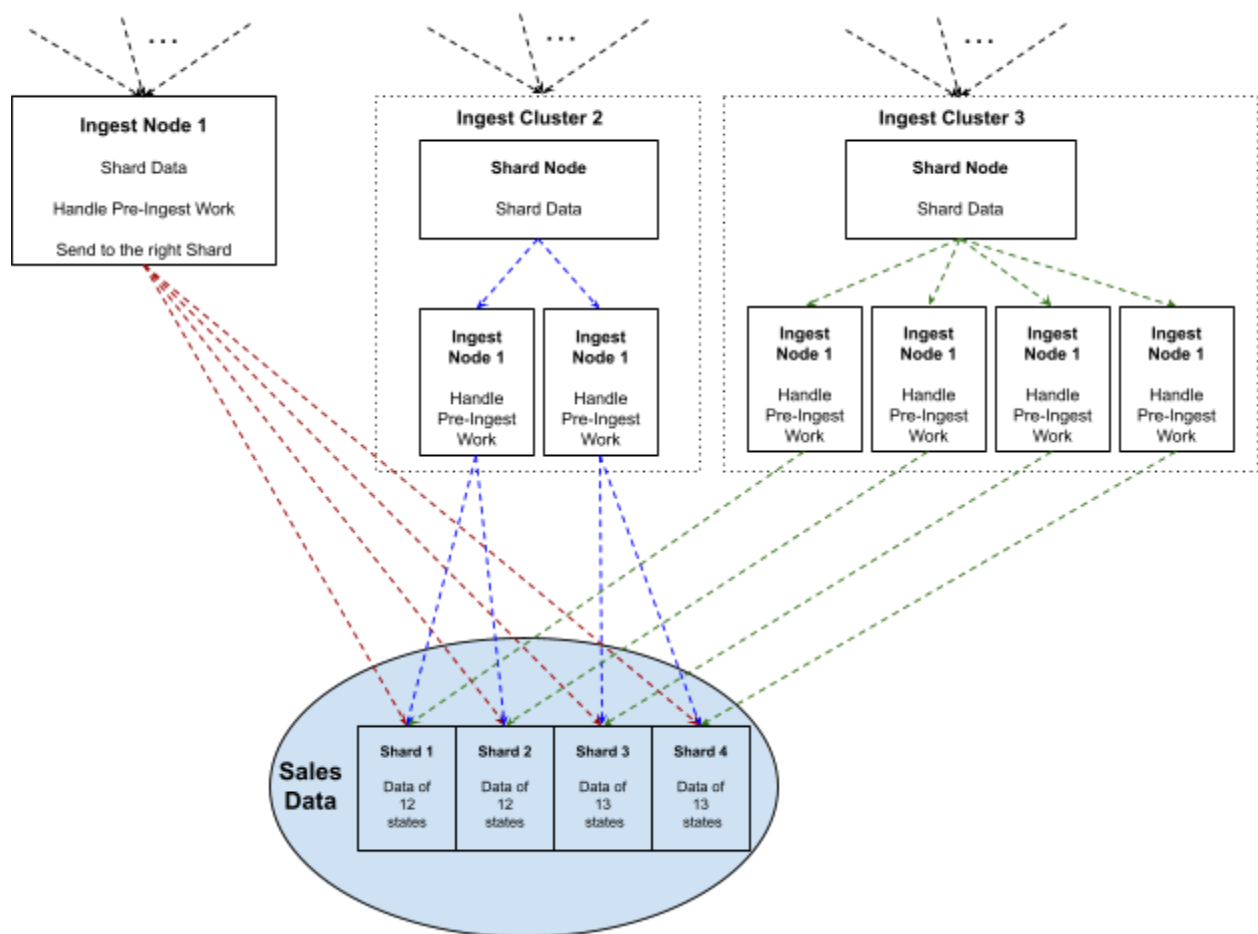 ...
...
...
Ingest Node 1
Shard Data
Handle Pre-Ingest Work
Send to the right Shard
Ingest Cluster 2
Shard Node
Shard Data
Ingest
Node 1
Handle
Pre-Ingest
Work
Ingest
Node 1
Handle
Pre-Ingest
Work
Ingest Cluster 3
Shard Node
Shard Data
Ingest
Node 1
Handle
Pre-Ingest
Work
Ingest
Node 1
Handle
Pre-Ingest
Work
Ingest
Node 1
Handle
Pre-Ingest
Work
Ingest
Node 1
Handle
Pre-Ingest
Work
Sales
Data
Shard 1
Data of
12
states
Shard 2
Data of
12
states
Shard 3
Data of
13
states
Shard 4
Data of
13
states